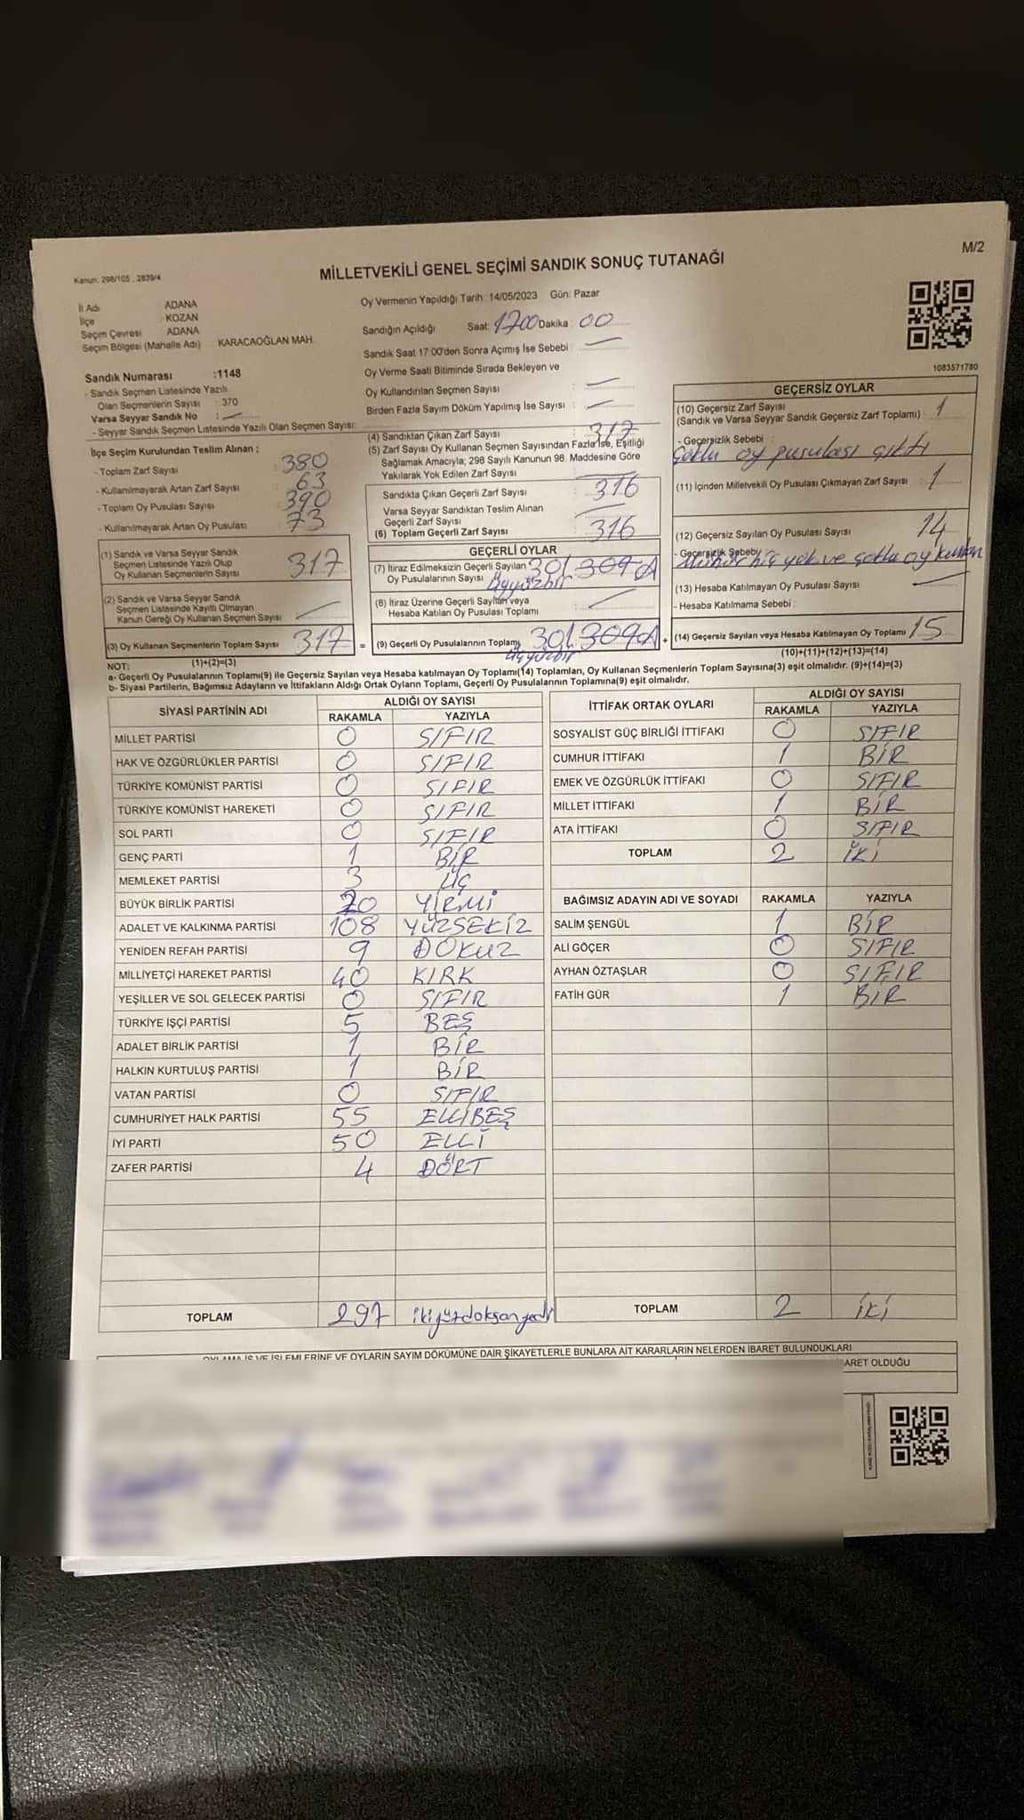 M/2
Kanun: 298/105 , 2839/4
MİLLETVEKİLİ GENEL SEÇİMİ SANDIK SONUÇ TUTANAĞI
İl Adı ADANA
İlçe KOZAN
Seçim Çevresi ADANA
Seçim Bölgesi (Mahalle Adı) KARACAOĞLAN MAH.
Sandık Numarası :1148
- Sandık Seçmen Listesinde Yazılı
Olan Seçmenlerin Sayısı : 370
Varsa Seyyar Sandık No :
- Seyyar Sandık Seçmen Listesinde Yazılı Olan Seçmen Sayısı:
İlçe Seçim Kurulundan Teslim Alınan :
- Toplam Zarf Sayısı 380
- Kullanılmayarak Artan Zarf Sayısı 63
- Toplam Oy Pusulası Sayısı 390
- Kullanılmayarak Artan Oy Pusulası 73
(1) Sandık ve Varsa Seyyar Sandık
Seçmen Listesinde Yazılı Olup
Oy Kullanan Seçmenlerin Sayısı 317
(2) Sandık ve Varsa Seyyar Sandık
Seçmen Listesinde Kayıtlı Olmayan
Kanun Gereği Oy Kullanan Seçmen Sayısı
(3) Oy Kullanan Seçmenlerin Toplam Sayısı 317 =
(1)+(2)=(3)
Oy Vermenin Yapıldığı Tarih : 14/05/2023 Gün: Pazar
Sandığın Açıldığı Saat: 1700 Dakika : 00
Sandık Saat 17:00'den Sonra Açımış İse Sebebi :
Oy Verme Saati Bitiminde Sırada Bekleyen ve
Oy Kullandırılan Seçmen Sayısı :
Birden Fazla Sayım Döküm Yapılmış İse Sayısı :
(4) Sandıktan Çıkan Zarf Sayısı : 317
(5) Zarf Sayısı Oy Kullanan Seçmen Sayısından Fazla İse, Eşitliği
Sağlamak Amacıyla; 298 Sayılı Kanunun 98. Maddesine Göre
Yakılarak Yok Edilen Zarf Sayısı
Sandıkta Çıkan Geçerli Zarf Sayısı : 316
Varsa Seyyar Sandıktan Teslim Alınan
Geçerli Zarf Sayısı
(6) Toplam Geçerli Zarf Sayısı : 316
GEÇERLİ OYLAR
(7) İtiraz Edilmeksizin Geçerli Sayılan 301 309
Oy Pusulalarının Sayısı üçyüzbir
(8) İtiraz Üzerine Geçerli Sayılan veya
Hesaba Katılan Oy Pusulası Toplamı
(9) Geçerli Oy Pusulalarının Toplamı 301 309 +
üçyüzbir
1083571780
GEÇERSİZ OYLAR
(10) Geçersiz Zarf Sayısı : 1
(Sandık ve Varsa Seyyar Sandık Geçersiz Zarf Toplamı)
- Geçersizlik Sebebi :
Çoklu oy pusulası çıktı
(11) İçinden Milletvekili Oy Pusulası Çıkmayan Zarf Sayısı : 1
(12) Geçersiz Sayılan Oy Pusulası Sayısı : 14
- Geçersizlik Sebebi : Mühür hiç yok ve çoklu oy
(13) Hesaba Katılmayan Oy Pusulası Sayısı :
- Hesaba Katılmama Sebebi :
(14) Geçersiz Sayılan veya Hesaba Katılmayan Oy Toplamı 15
(10)+(11)+(12)+(13)=(14)
NOT:
a- Geçerli Oy Pusulalarının Toplamı(9) ile Geçersiz Sayılan veya Hesaba katılmayan Oy Toplamı(14) Toplamları, Oy Kullanan Seçmenlerin Toplam Sayısına(3) eşit olmalıdır. (9)+(14)=(3)
b- Siyasi Partilerin, Bağımsız Adayların ve İttifakların Aldığı Ortak Oyların Toplamı, Geçerli Oy Pusulalarının Toplamına(9) eşit olmalıdır.
SİYASİ PARTİNİN ADI ALDIĞI OY SAYISI
RAKAMLA YAZIYLA
MİLLET PARTİSİ 0 SIFIR
HAK VE ÖZGÜRLÜKLER PARTİSİ 0 SIFIR
TÜRKİYE KOMÜNİST PARTİSİ 0 SIFIR
TÜRKİYE KOMÜNİST HAREKETİ 0 SIFIR
SOL PARTİ 0 SIFIR
GENÇ PARTİ 1 BİR
MEMLEKET PARTİSİ 3 ÜÇ
BÜYÜK BİRLİK PARTİSİ 20 YİRMİ
ADALET VE KALKINMA PARTİSİ 108 YÜZSEKİZ
YENİDEN REFAH PARTİSİ 9 DOKUZ
MİLLİYETÇİ HAREKET PARTİSİ 40 KIRK
YEŞİLLER VE SOL GELECEK PARTİSİ 0 SIFIR
TÜRKİYE İŞÇİ PARTİSİ 5 BEŞ
ADALET BİRLİK PARTİSİ 1 BİR
HALKIN KURTULUŞ PARTİSİ 1 BİR
VATAN PARTİSİ 0 SIFIR
CUMHURİYET HALK PARTİSİ 55 ELLİBEŞ
İYİ PARTİ 50 ELLİ
ZAFER PARTİSİ 4 DÖRT
TOPLAM 297 ikiyüzdoksanyedi
İTTİFAK ORTAK OYLARI ALDIĞI OY SAYISI
RAKAMLA YAZIYLA
SOSYALİST GÜÇ BİRLİĞİ İTTİFAKI 0 SIFIR
CUMHUR İTTİFAKI 1 BİR
EMEK VE ÖZGÜRLÜK İTTİFAKI 0 SIFIR
MİLLET İTTİFAKI 1 BİR
ATA İTTİFAKI 0 SIFIR
TOPLAM 2 İKİ
BAĞIMSIZ ADAYIN ADI VE SOYADI RAKAMLA YAZIYLA
SALİM ŞENGÜL 1 BİR
ALİ GÖÇER 0 SIFIR
AYHAN ÖZTAŞLAR 0 SIFIR
FATİH GÜR 1 BİR
TOPLAM 2 İKİ
OYLAMA İŞ VE İŞLEMLERİNE VE OYLARIN SAYIM DÖKÜMÜNE DAİR ŞİKAYETLERLE BUNLARA AİT KARARLARIN NELERDEN İBARET BULUNDUKLARI
OLDUĞU